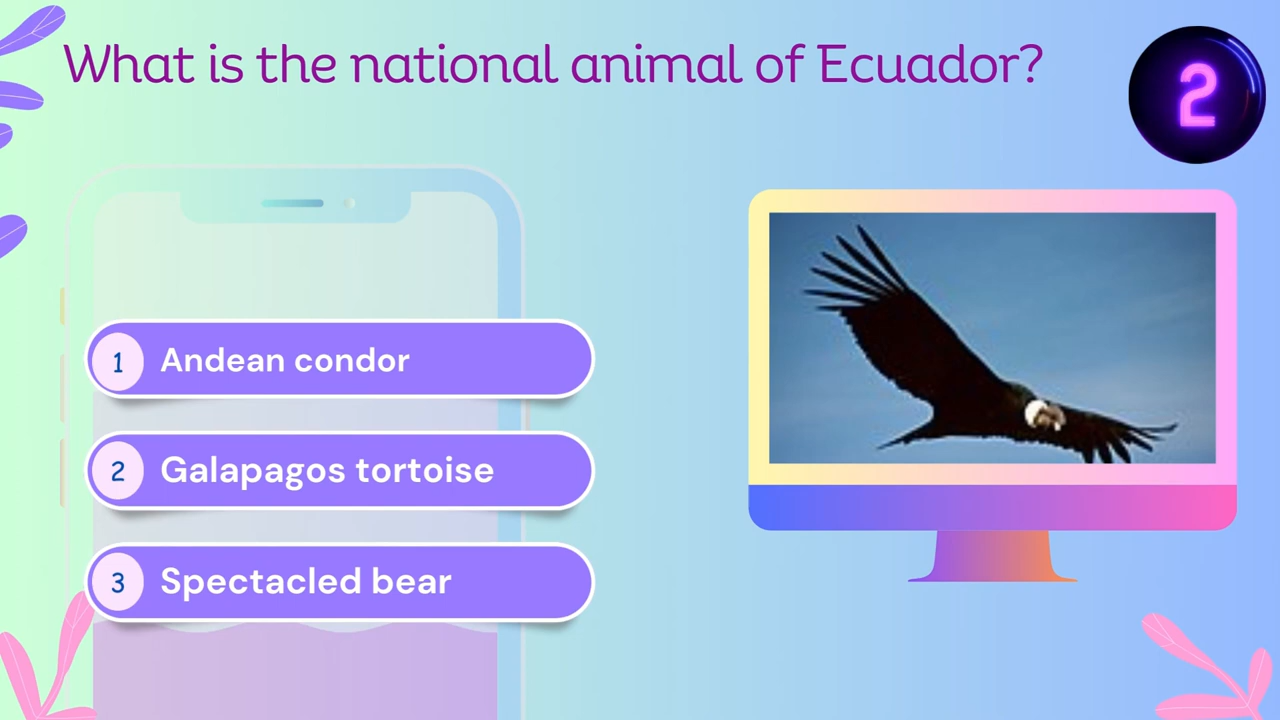 What is the national animal of Ecuador?
2
1 Andean condor
2 Galapagos tortoise
3 Spectacled bear